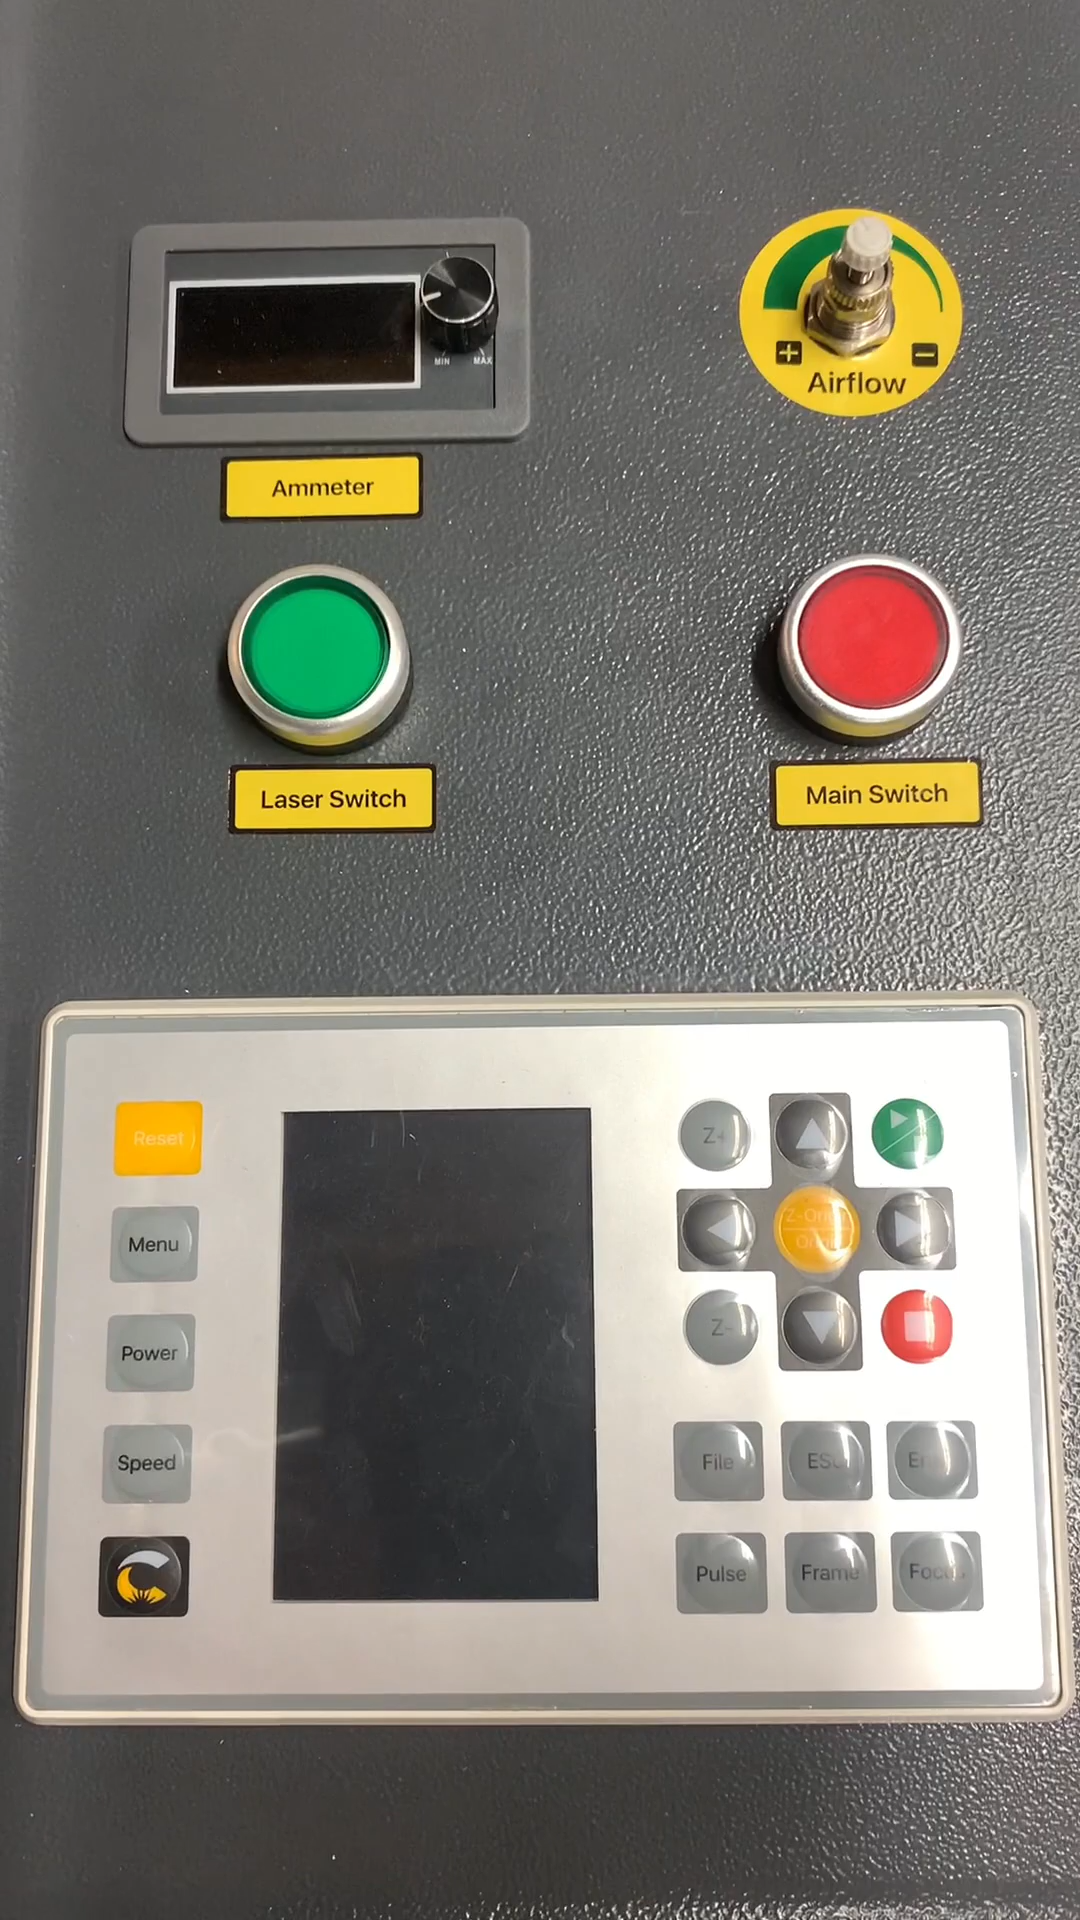 MIN MAX
+ −
Airflow
Ammeter
Laser Switch
Main Switch
Reset
Z+
Menu
Power
Z-
Speed
File
Pulse
Frame